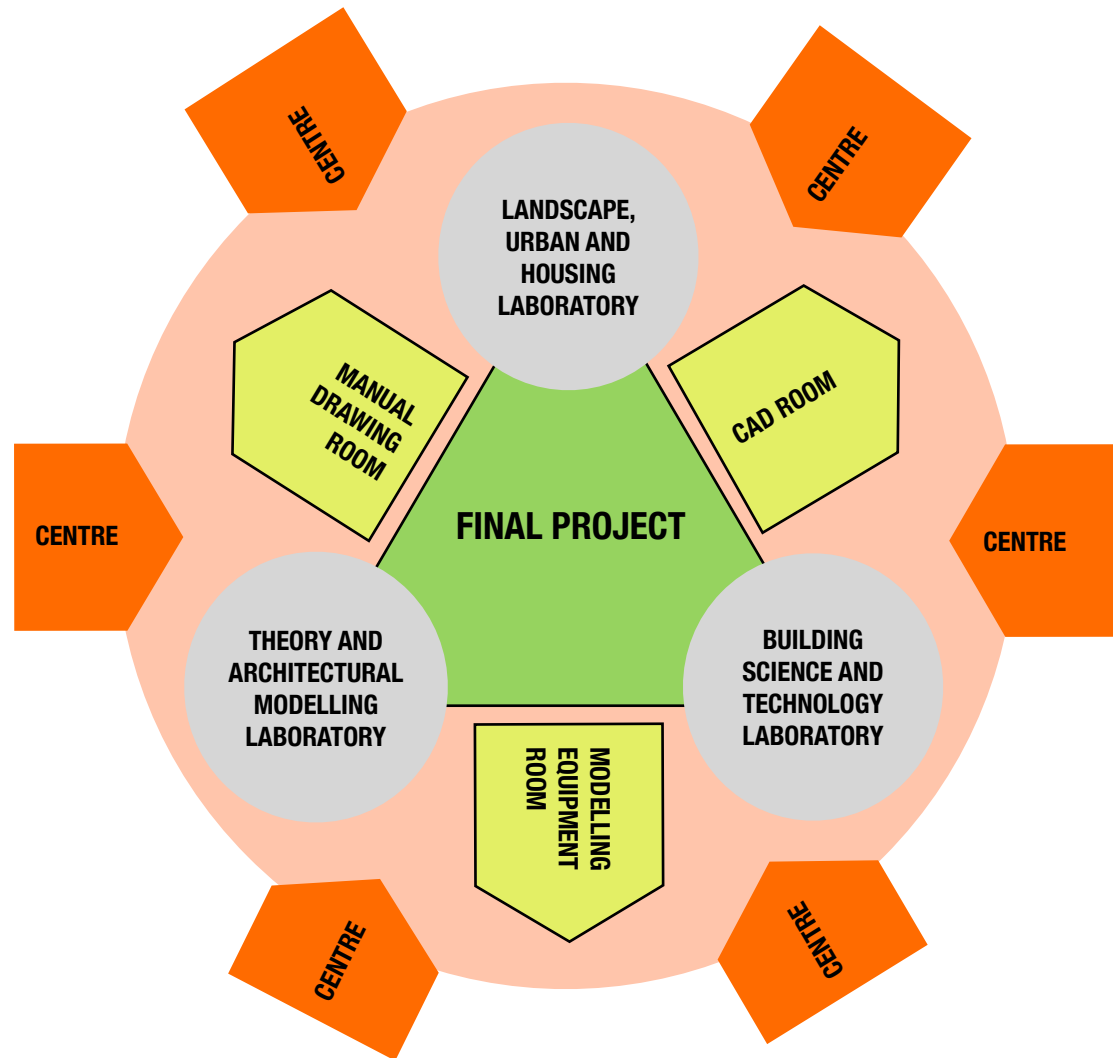 CENTRE
CENTRE
LANDSCAPE,
URBAN AND
HOUSING
LABORATORY
MANUAL
DRAWING
ROOM
CAD ROOM
FINAL PROJECT
CENTRE
CENTRE
THEORY AND
ARCHITECTURAL
MODELLING
LABORATORY
BUILDING
SCIENCE AND
TECHNOLOGY
LABORATORY
MODELLING
EQUIPMENT
ROOM
CENTRE
CENTRE